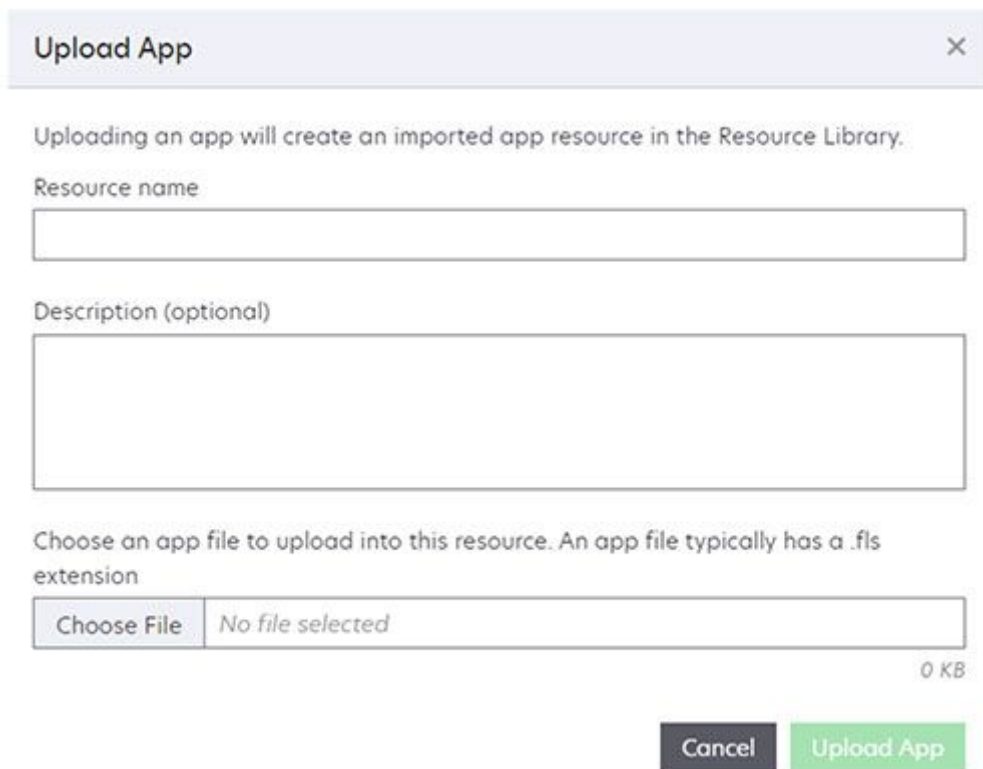 Upload App
Uploading an app will create an imported app resource in the Resource Library.
Resource name
Description (optional)
Choose an app file to upload into this resource. An app file typically has a .fls
extension
Choose File No file selected
0 KB
Cancel Upload App